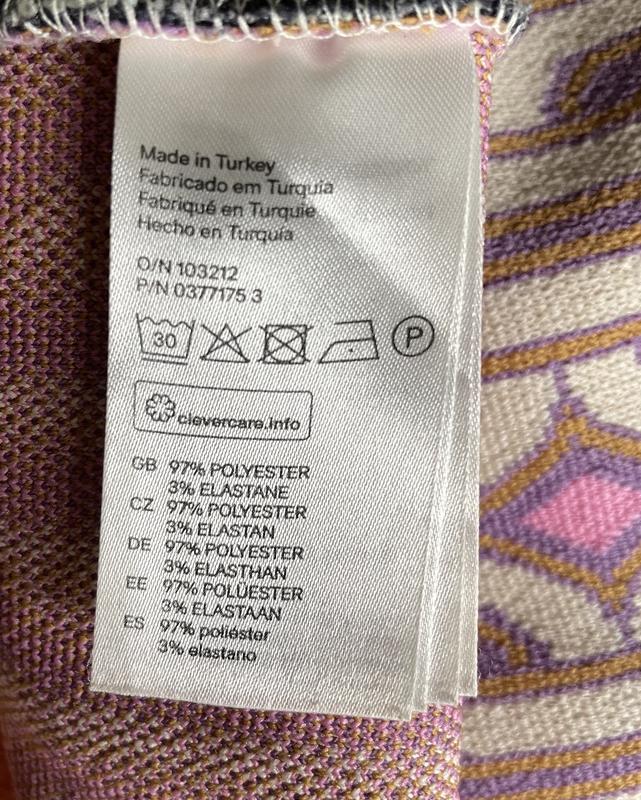 Made in Turkey
Fabricado em Turquia
Fabriqué en Turquie
Hecho en Turquía
O/N 103212
P/N 0377175 3
30 P
clevercare.info
GB 97% POLYESTER
3% ELASTANE
CZ 97% POLYESTER
3% ELASTAN
DE 97% POLYESTER
3% ELASTHAN
EE 97% POLÜESTER
3% ELASTAAN
ES 97% poliéster
3% elastano